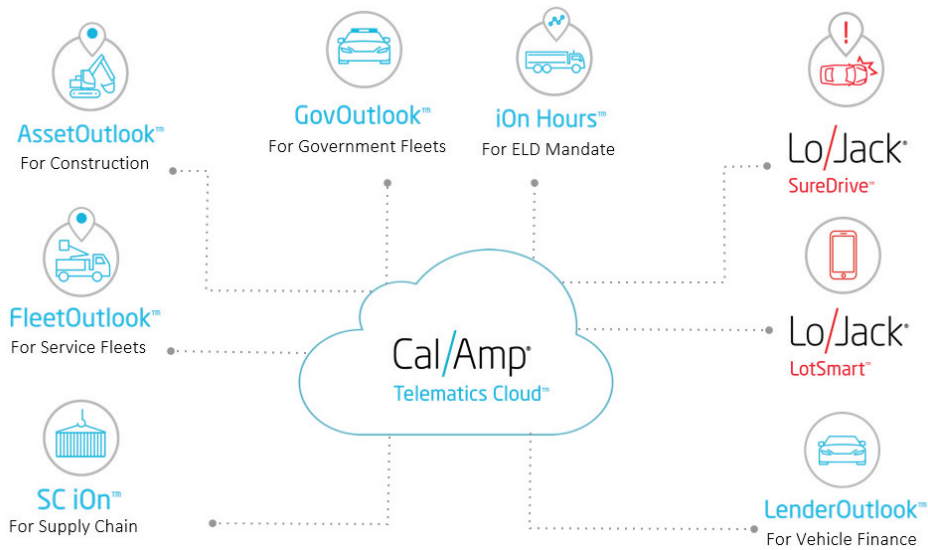 AssetOutlook™
For Construction
GovOutlook™
For Government Fleets
iOn Hours™
For ELD Mandate
!
Lo/Jack®
SureDrive™
FleetOutlook™
For Service Fleets
Cal/Amp®
Telematics Cloud™
Lo/Jack®
LotSmart™
SC iOn™
For Supply Chain
LenderOutlook™
For Vehicle Finance